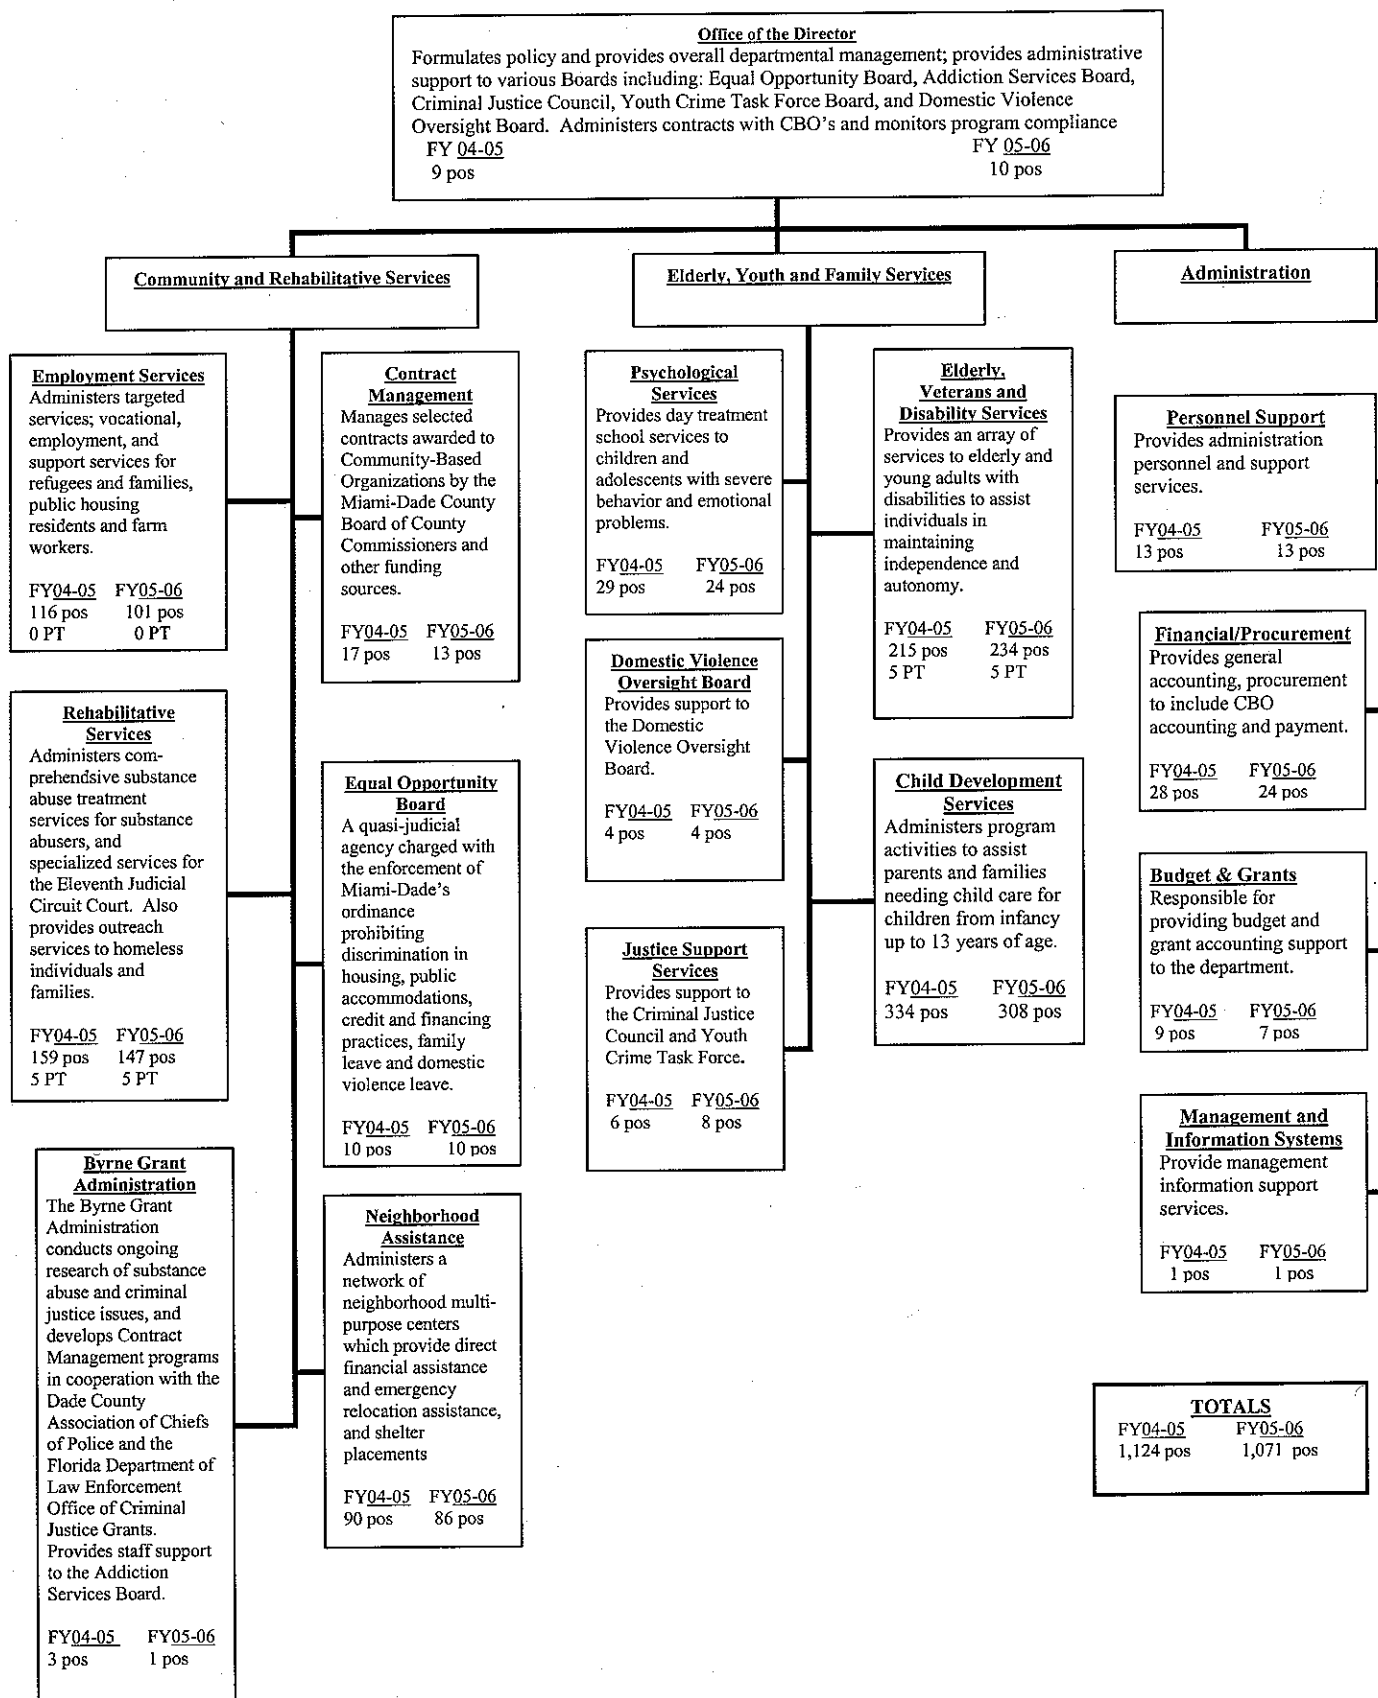 Office of the Director
Formulates policy and provides overall departmental management; provides administrative
support to various Boards including: Equal Opportunity Board, Addiction Services Board,
Criminal Justice Council, Youth Crime Task Force Board, and Domestic Violence
Oversight Board. Administers contracts with CBO's and monitors program compliance
FY 04-05 FY 05-06
9 pos 10 pos
Community and Rehabilitative Services
Employment Services
Administers targeted
services; vocational,
employment, and
support services for
refugees and families,
public housing
residents and farm
workers.
FY04-05 FY05-06
116 pos 101 pos
0 PT 0 PT
Contract
Management
Manages selected
contracts awarded to
Community-Based
Organizations by the
Miami-Dade County
Board of County
Commissioners and
other funding
sources.
FY04-05 FY05-06
17 pos 13 pos
Rehabilitative
Services
Administers com-
prehendsive substance
abuse treatment
services for substance
abusers, and
specialized services for
the Eleventh Judicial
Circuit Court. Also
provides outreach
services to homeless
individuals and
families.
FY04-05 FY05-06
159 pos 147 pos
5 PT 5 PT
Equal Opportunity
Board
A quasi-judicial
agency charged with
the enforcement of
Miami-Dade's
ordinance
prohibiting
discrimination in
housing, public
accommodations,
credit and financing
practices, family
leave and domestic
violence leave.
FY04-05 FY05-06
10 pos 10 pos
Byrne Grant
Administration
The Byrne Grant
Administration
conducts ongoing
research of substance
abuse and criminal
justice issues, and
develops Contract
Management programs
in cooperation with the
Dade County
Association of Chiefs
of Police and the
Florida Department of
Law Enforcement
Office of Criminal
Justice Grants.
Provides staff support
to the Addiction
Services Board.
FY04-05 FY05-06
3 pos 1 pos
Neighborhood
Assistance
Administers a
network of
neighborhood multi-
purpose centers
which provide direct
financial assistance
and emergency
relocation assistance,
and shelter
placements
FY04-05 FY05-06
90 pos 86 pos
Elderly, Youth and Family Services
Psychological
Services
Provides day treatment
school services to
children and
adolescents with severe
behavior and emotional
problems.
FY04-05 FY05-06
29 pos 24 pos
Elderly,
Veterans and
Disability Services
Provides an array of
services to elderly and
young adults with
disabilities to assist
individuals in
maintaining
independence and
autonomy.
FY04-05 FY05-06
215 pos 234 pos
5 PT 5 PT
Domestic Violence
Oversight Board
Provides support to
the Domestic
Violence Oversight
Board.
FY04-05 FY05-06
4 pos 4 pos
Child Development
Services
Administers program
activities to assist
parents and families
needing child care for
children from infancy
up to 13 years of age.
FY04-05 FY05-06
334 pos 308 pos
Justice Support
Services
Provides support to
the Criminal Justice
Council and Youth
Crime Task Force.
FY04-05 FY05-06
6 pos 8 pos
Administration
Personnel Support
Provides administration
personnel and support
services.
FY04-05 FY05-06
13 pos 13 pos
Financial/Procurement
Provides general
accounting, procurement
to include CBO
accounting and payment.
FY04-05 FY05-06
28 pos 24 pos
Budget & Grants
Responsible for
providing budget and
grant accounting support
to the department.
FY04-05 FY05-06
9 pos 7 pos
Management and
Information Systems
Provide management
information support
services.
FY04-05 FY05-06
1 pos 1 pos
TOTALS
FY04-05 FY05-06
1,124 pos 1,071 pos